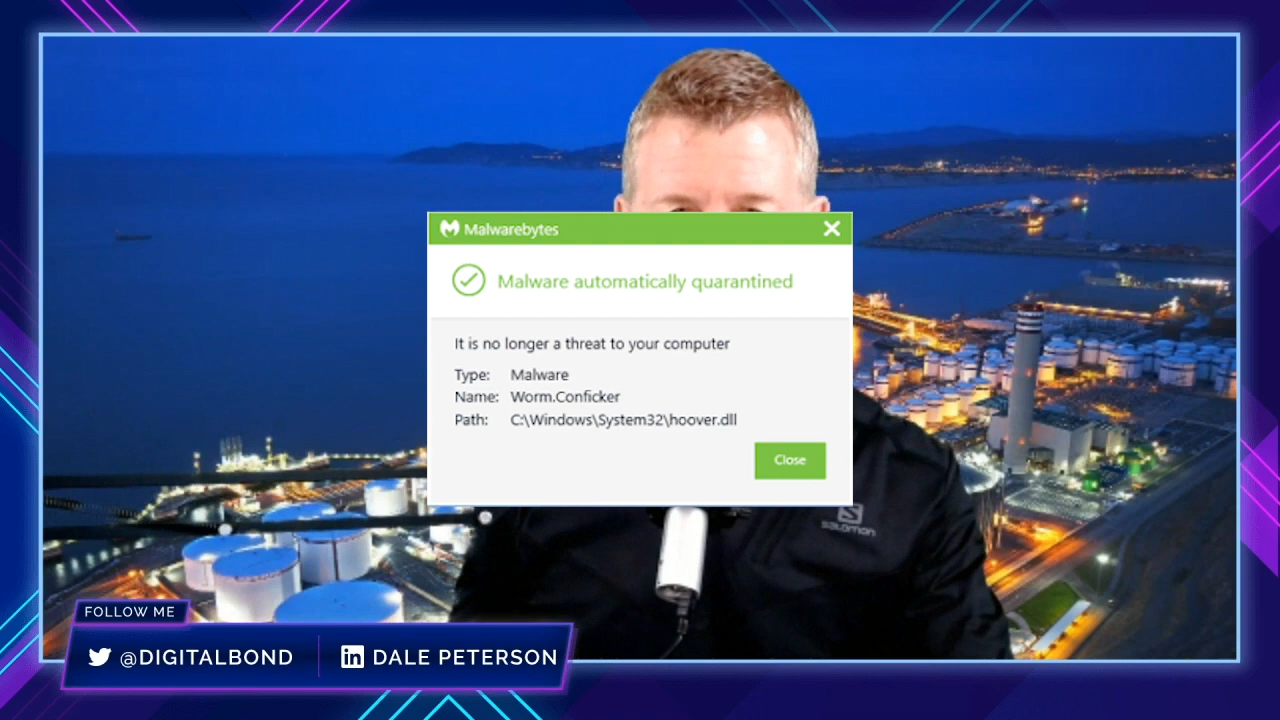 Malwarebytes
Malware automatically quarantined
It is no longer a threat to your computer
Type: Malware
Name: Worm.Conficker
Path: C:\Windows\System32\hoover.dll
Close
salomon
FOLLOW ME
@DIGITALBOND
DALE PETERSON